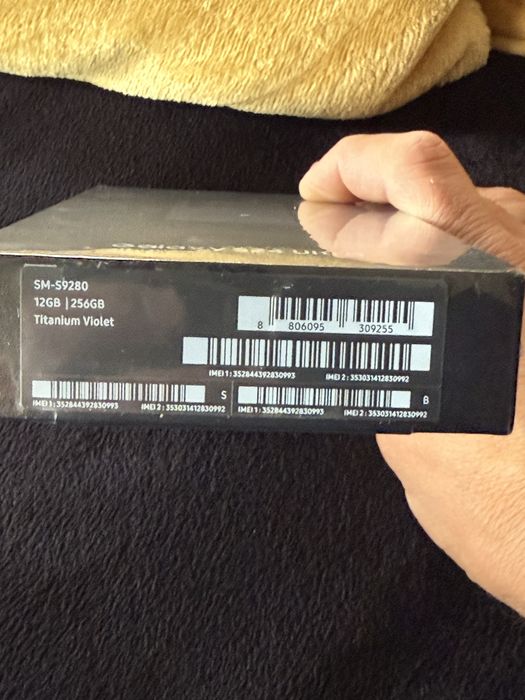 SM-S9280
12GB | 256GB
Titanium Violet
8 806095 309255
IMEI 1 : 352844392830993 IMEI 2 : 353031412830992
S
IMEI 1 : 352844392830993 IMEI 2 : 353031412830992
B
IMEI 1 : 352844392830993 IMEI 2 : 353031412830992